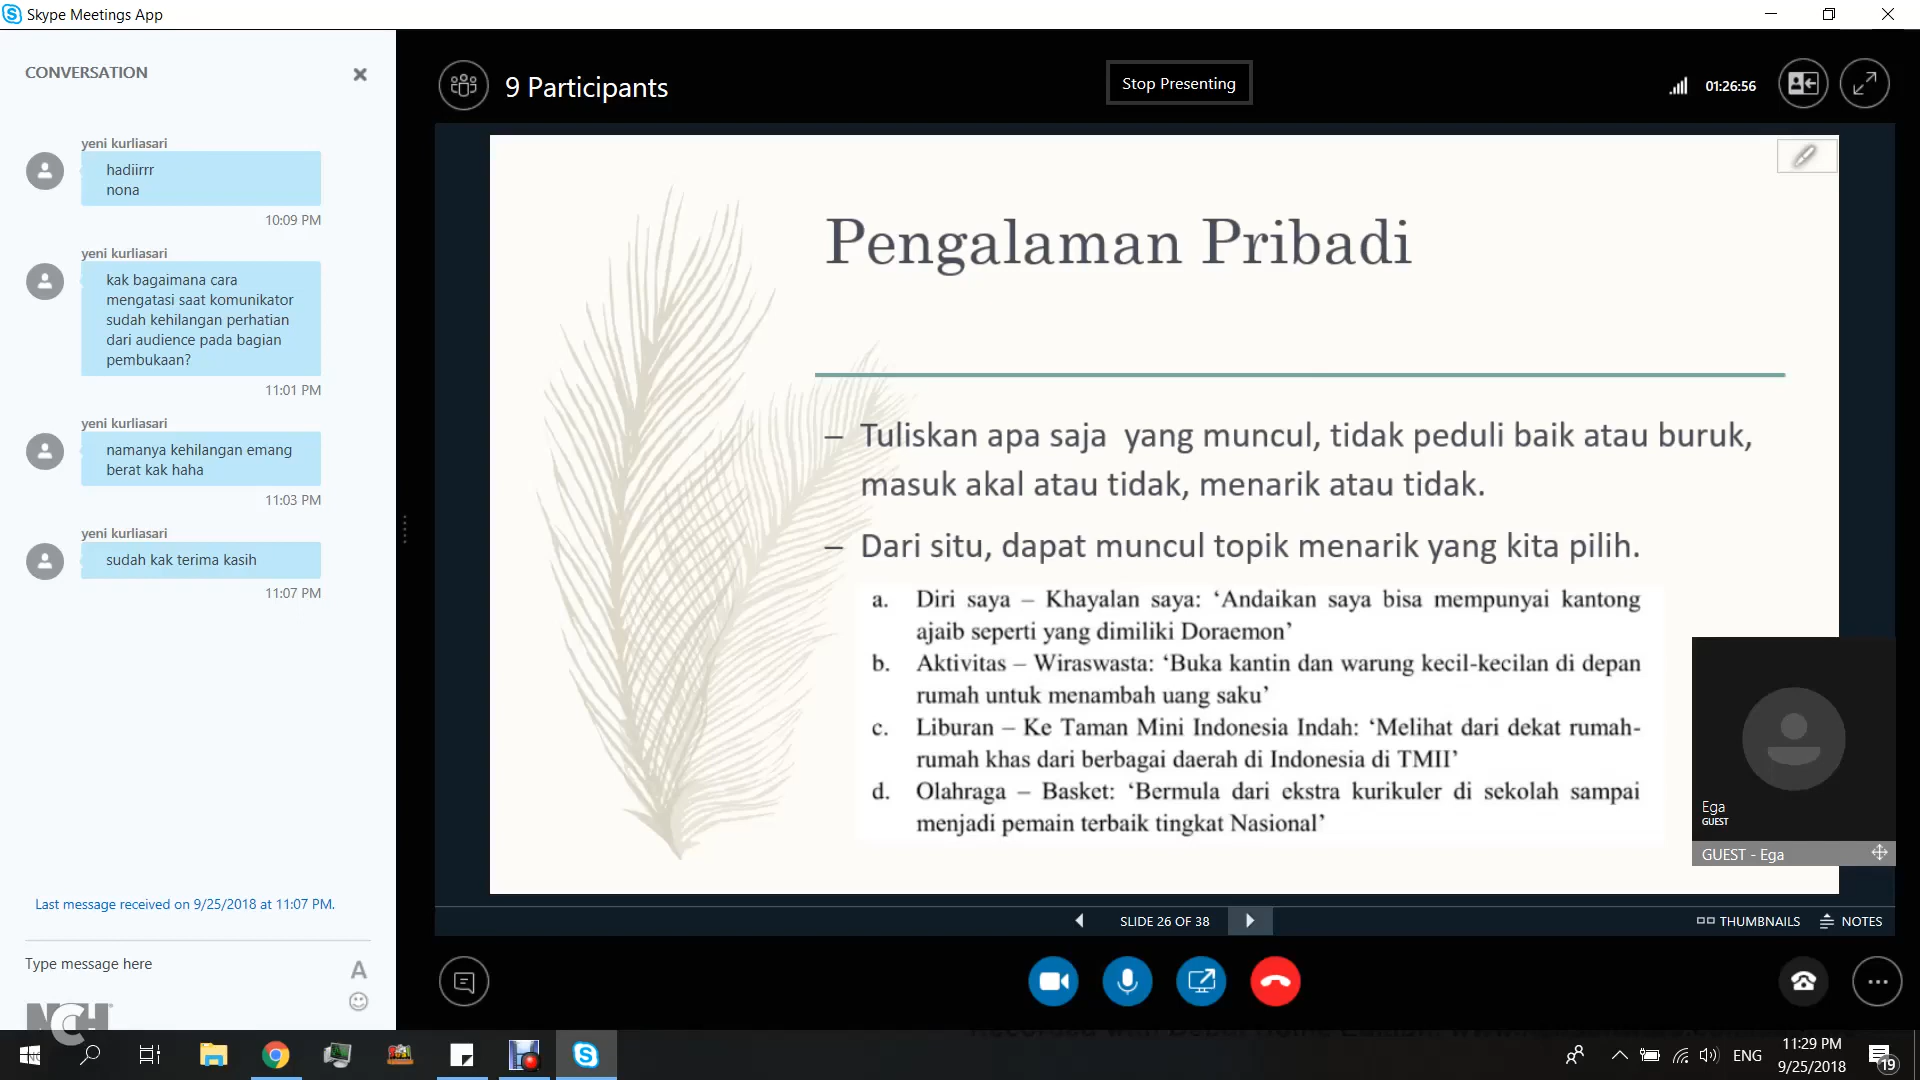 Skype Meetings App
CONVERSATION
yeni kurliasari
hadiirrr
nona
10:09 PM
yeni kurliasari
kak bagaimana cara
mengatasi saat komunikator
sudah kehilangan perhatian
dari audience pada bagian
pembukaan?
11:01 PM
yeni kurliasari
namanya kehilangan emang
berat kak haha
11:03 PM
yeni kurliasari
sudah kak terima kasih
11:07 PM
Last message received on 9/25/2018 at 11:07 PM.
Type message here
A
NCH
9 Participants
Stop Presenting
01:26:56
Pengalaman Pribadi
– Tuliskan apa saja yang muncul, tidak peduli baik atau buruk,
masuk akal atau tidak, menarik atau tidak.
– Dari situ, dapat muncul topik menarik yang kita pilih.
a. Diri saya – Khayalan saya: ‘Andaikan saya bisa mempunyai kantong
ajaib seperti yang dimiliki Doraemon’
b. Aktivitas – Wiraswasta: ‘Buka kantin dan warung kecil-kecilan di depan
rumah untuk menambah uang saku’
c. Liburan – Ke Taman Mini Indonesia Indah: ‘Melihat dari dekat rumah-
rumah khas dari berbagai daerah di Indonesia di TMII’
d. Olahraga – Basket: ‘Bermula dari ekstra kurikuler di sekolah sampai
menjadi pemain terbaik tingkat Nasional’
Ega
GUEST
GUEST - Ega
SLIDE 26 OF 38
THUMBNAILS
NOTES
ENG
11:29 PM
9/25/2018
19